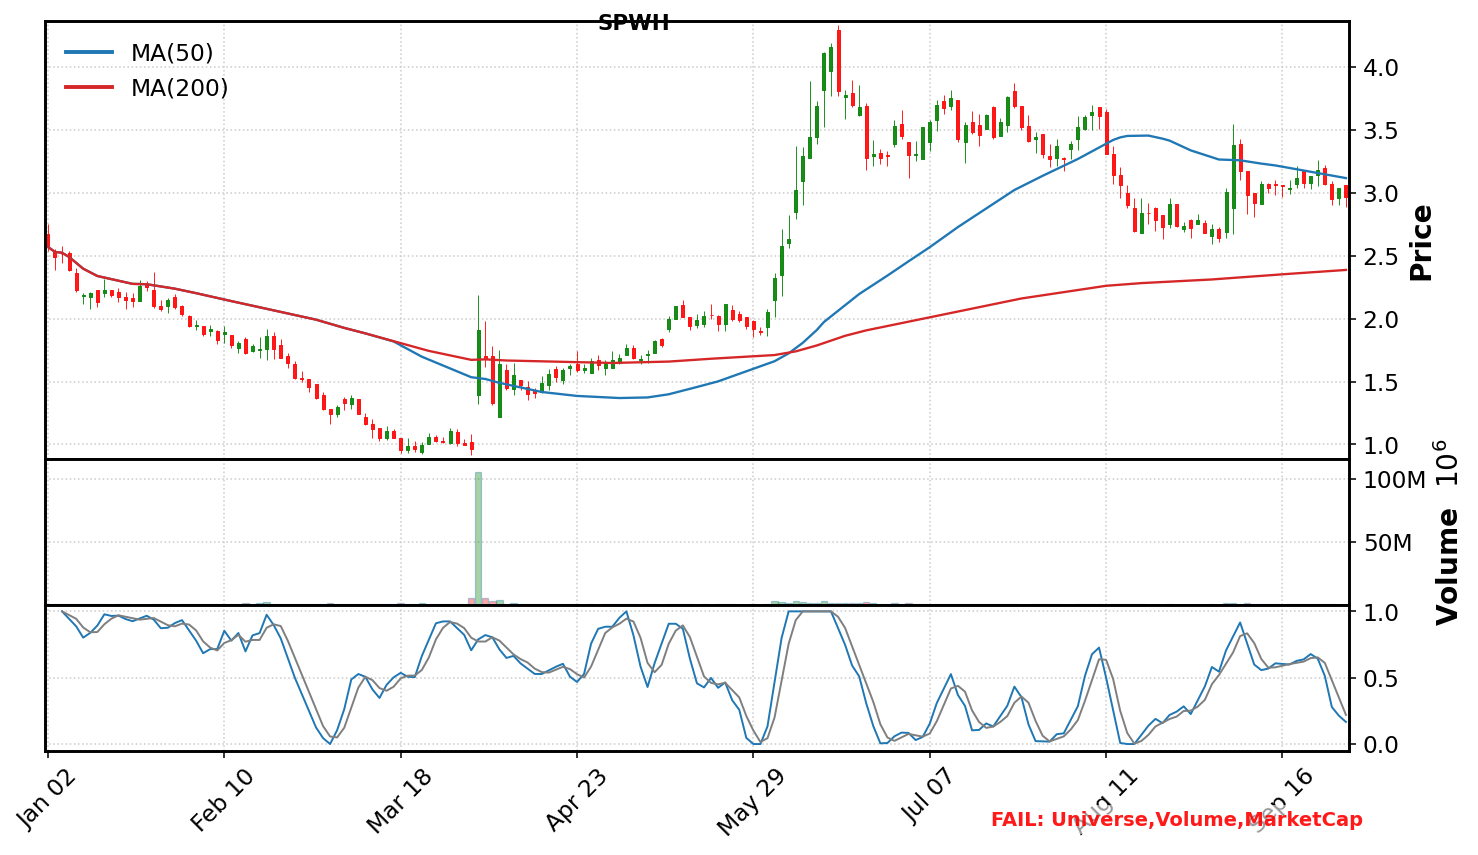 SPWH
MA(50)
MA(200)
4.0
3.5
3.0
2.5
2.0
1.5
1.0
Price
100M
50M
Volume 10^6
1.0
0.5
0.0
Jan 02
Feb 10
Mar 18
Apr 23
May 29
Jul 07
Aug 11
Sep 16
FAIL: Universe,Volume,MarketCap